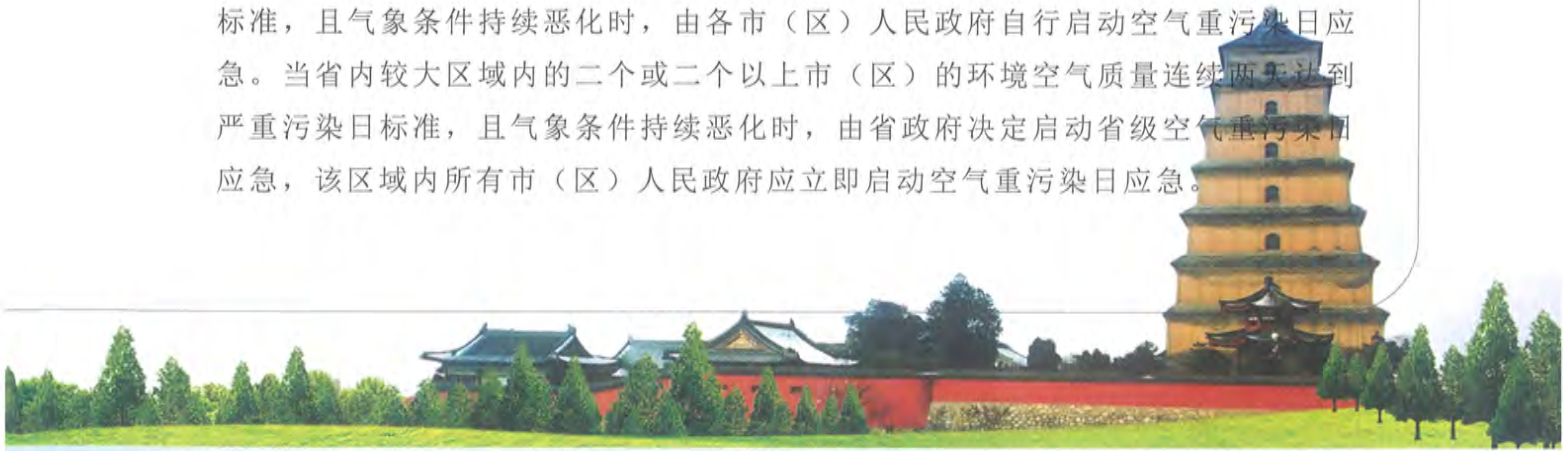 标准，且气象条件持续恶化时，由各市（区）人民政府自行启动空气重污染日应
急。当省内较大区域内的二个或二个以上市（区）的环境空气质量连续两天达到
严重污染日标准，且气象条件持续恶化时，由省政府决定启动省级空气重污染日
应急，该区域内所有市（区）人民政府应立即启动空气重污染日应急。